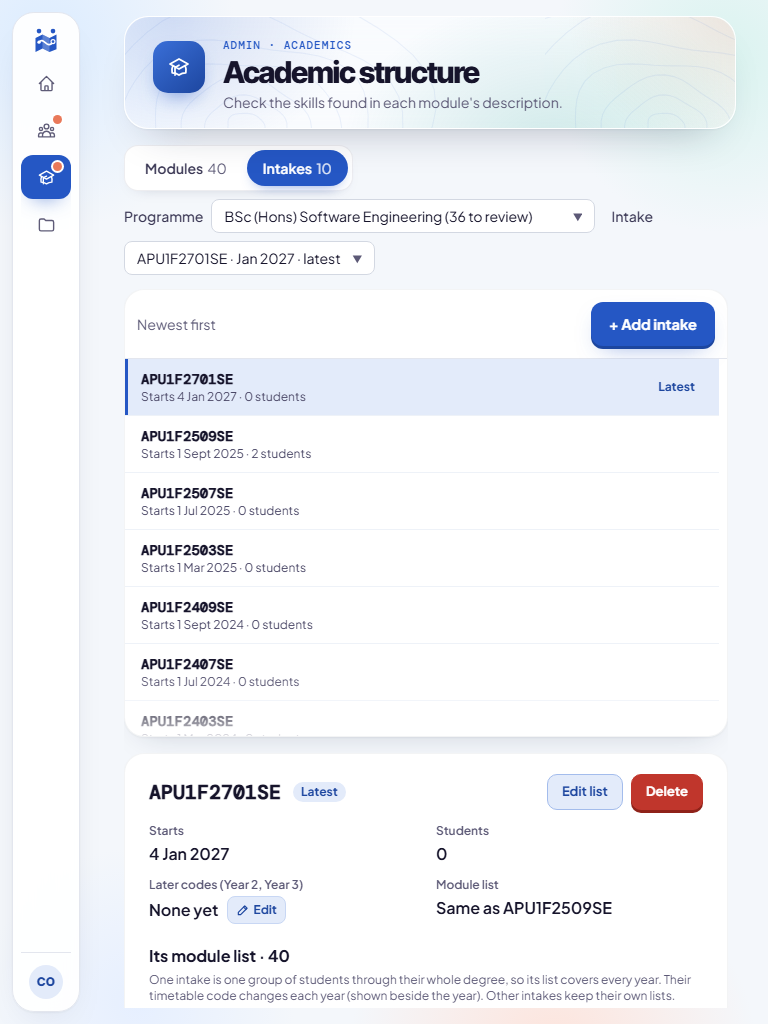 ADMIN · ACADEMICS
Academic structure
Check the skills found in each module's description.
Modules 40
Intakes 10
Programme
BSc (Hons) Software Engineering (36 to review) ▼
Intake
APU1F2701SE · Jan 2027 · latest ▼
Newest first
+ Add intake
APU1F2701SE
Starts 4 Jan 2027 · 0 students
Latest
APU1F2509SE
Starts 1 Sept 2025 · 2 students
APU1F2507SE
Starts 1 Jul 2025 · 0 students
APU1F2503SE
Starts 1 Mar 2025 · 0 students
APU1F2409SE
Starts 1 Sept 2024 · 0 students
APU1F2407SE
Starts 1 Jul 2024 · 0 students
APU1F2403SE
APU1F2701SE
Latest
Edit list
Delete
Starts
Students
4 Jan 2027
0
Later codes (Year 2, Year 3)
Module list
None yet
Edit
Same as APU1F2509SE
Its module list · 40
One intake is one group of students through their whole degree, so its list covers every year. Their
timetable code changes each year (shown beside the year). Other intakes keep their own lists.
CO